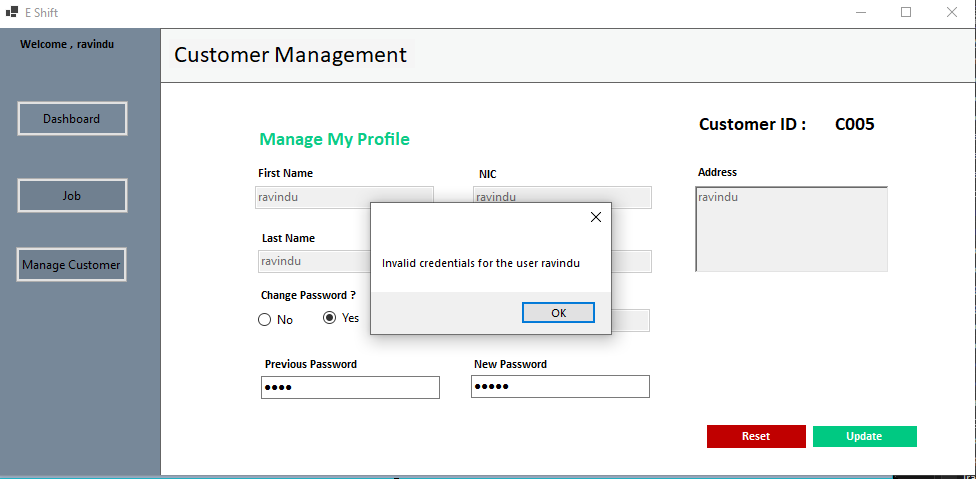 E Shift
Welcome , ravindu
Customer Management
Dashboard
Job
Manage Customer
Manage My Profile
Customer ID : C005
First Name
NIC
Address
ravindu
ravindu
ravindu
Last Name
ravindu
Invalid credentials for the user ravindu
OK
Change Password ?
No
Yes
Previous Password
New Password
••••
•••••
Reset
Update